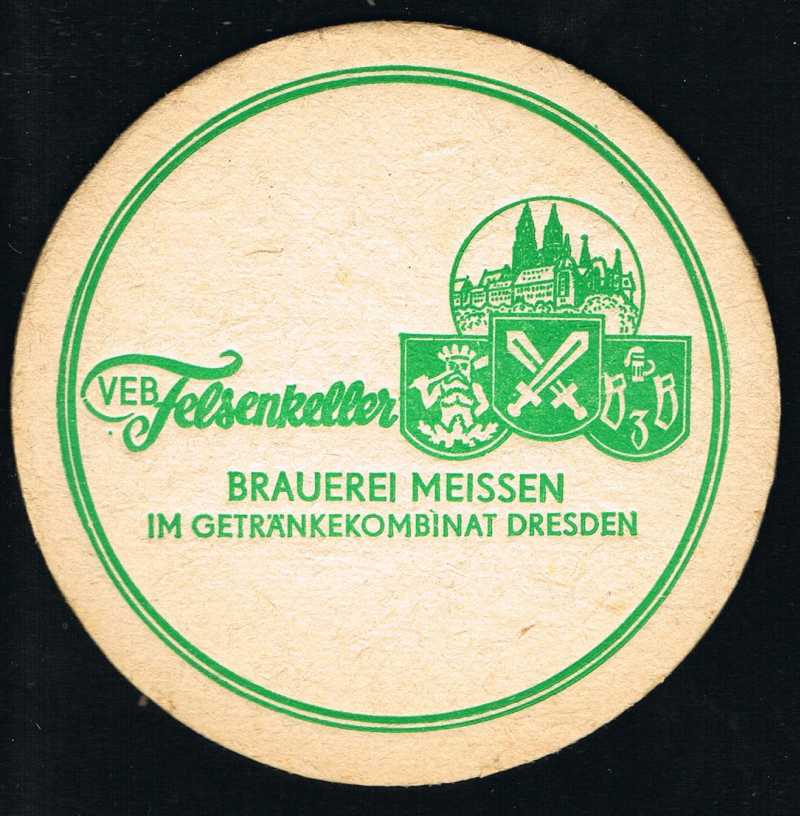 VEB Felsenkeller
B z B
BRAUEREI MEISSEN
IM GETRÄNKEKOMBINAT DRESDEN